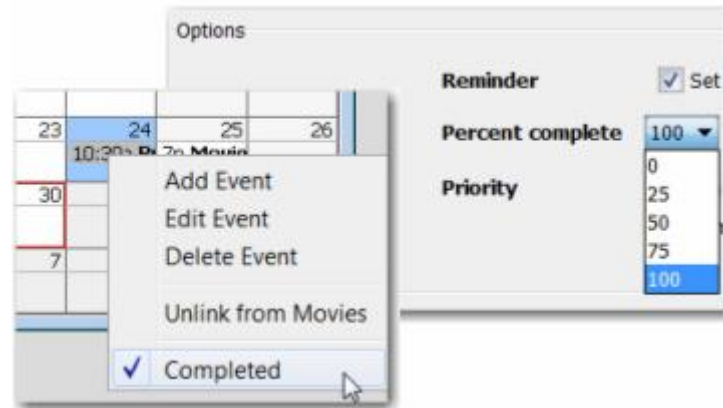 Options
Reminder
Set
Percent complete
100
0
25
50
75
100
Priority
23 24 25 26
7p Movie
30
7
Add Event
Edit Event
Delete Event
Unlink from Movies
Completed